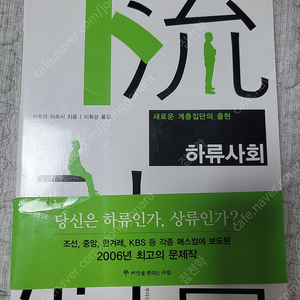 下流
미우라 아츠시 지음 | 이화성 옮김
새로운 계층집단의 출현
하류사회
당신은 하류인가, 상류인가?
조선, 중앙, 한겨레, KBS 등 각종 매스컴에 보도된
2006년 최고의 문제작
씨앗을 뿌리는 사람